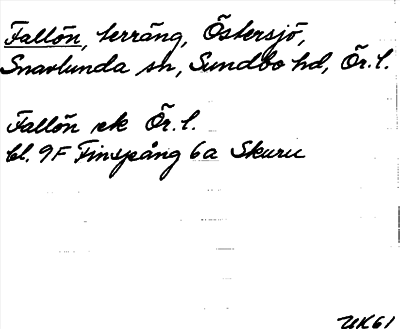 Fallön, terräng, Östersjö,
Snavlunda sn, Sundbo hd, Ör.l.
Fallön ek Ör.l.
bl. 9F Finspång 6a Skuru
UK61